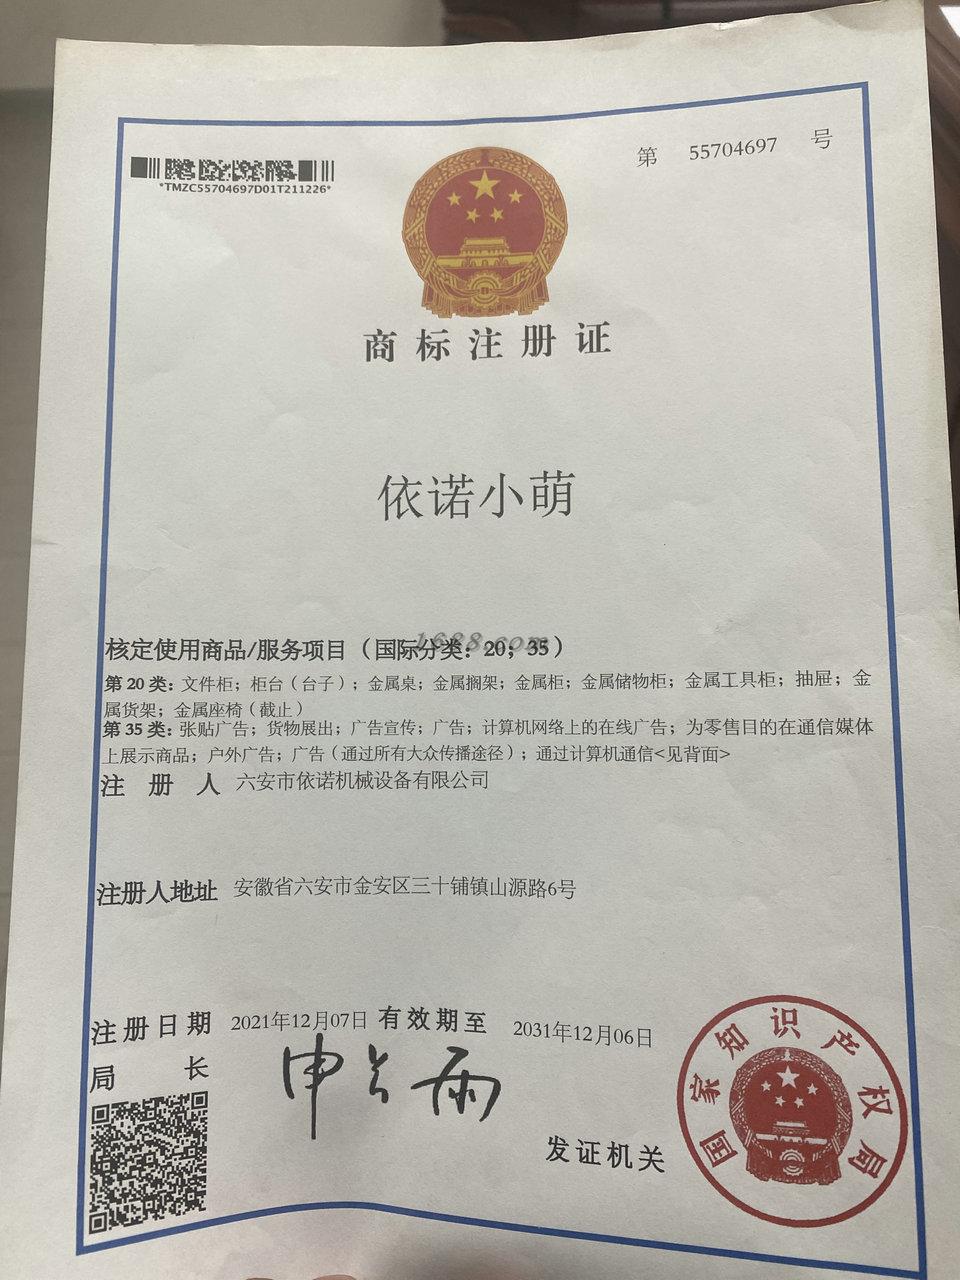 第 55704697 号
*TMZC55704697D01T211226*
商标注册证
依诺小萌
1688.com
核定使用商品/服务项目（国际分类：20；35）
第 20 类：文件柜；柜台（台子）；金属桌；金属搁架；金属柜；金属储物柜；金属工具柜；抽屉；金
属货架；金属座椅（截止）
第 35 类：张贴广告；货物展出；广告宣传；广告；计算机网络上的在线广告；为零售目的在通信媒体
上展示商品；户外广告；广告（通过所有大众传播途径）；通过计算机通信<见背面>
注 册 人 六安市依诺机械设备有限公司
注册人地址 安徽省六安市金安区三十铺镇山源路6号
注册日期 2021年12月07日 有效期至 2031年12月06日
局 长 申长雨
发证机关
国家知识产权局